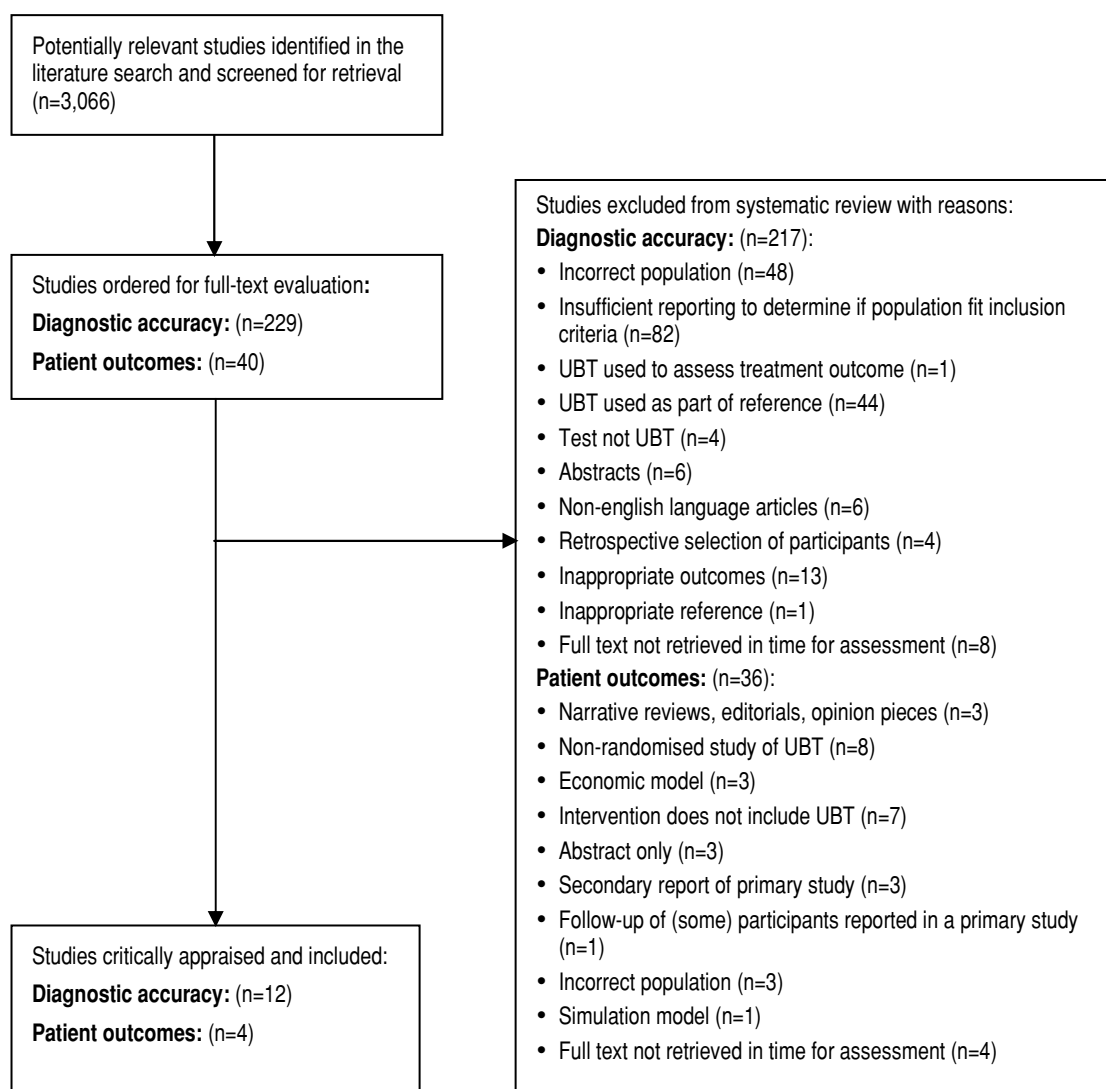 Potentially relevant studies identified in the
literature search and screened for retrieval
(n=3,066)
Studies ordered for full-text evaluation:
Diagnostic accuracy: (n=229)
Patient outcomes: (n=40)
Studies excluded from systematic review with reasons:
Diagnostic accuracy: (n=217):
• Incorrect population (n=48)
• Insufficient reporting to determine if population fit inclusion
criteria (n=82)
• UBT used to assess treatment outcome (n=1)
• UBT used as part of reference (n=44)
• Test not UBT (n=4)
• Abstracts (n=6)
• Non-english language articles (n=6)
• Retrospective selection of participants (n=4)
• Inappropriate outcomes (n=13)
• Inappropriate reference (n=1)
• Full text not retrieved in time for assessment (n=8)
Patient outcomes: (n=36):
• Narrative reviews, editorials, opinion pieces (n=3)
• Non-randomised study of UBT (n=8)
• Economic model (n=3)
• Intervention does not include UBT (n=7)
• Abstract only (n=3)
• Secondary report of primary study (n=3)
• Follow-up of (some) participants reported in a primary study
(n=1)
• Incorrect population (n=3)
• Simulation model (n=1)
• Full text not retrieved in time for assessment (n=4)
Studies critically appraised and included:
Diagnostic accuracy: (n=12)
Patient outcomes: (n=4)